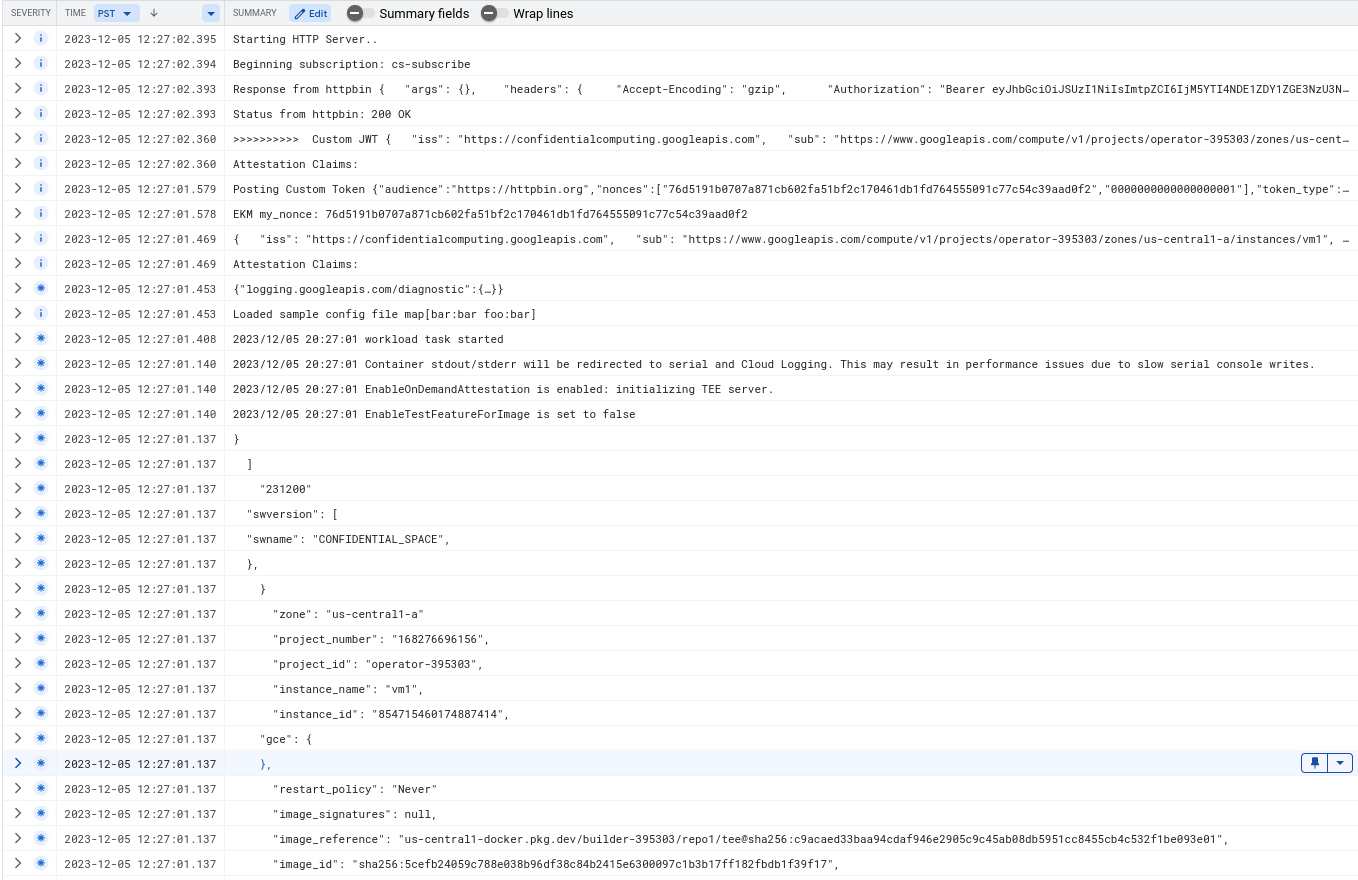 SEVERITY TIME PST SUMMARY Edit Summary fields Wrap lines
2023-12-05 12:27:02.395 Starting HTTP Server..
2023-12-05 12:27:02.394 Beginning subscription: cs-subscribe
2023-12-05 12:27:02.393 Response from httpbin { "args": {}, "headers": { "Accept-Encoding": "gzip", "Authorization": "Bearer eyJhbGciOiJSUzI1NiIsImtpZCI6IjM5YTI4NDE1ZDY1ZGE3NzU3N…
2023-12-05 12:27:02.393 Status from httpbin: 200 OK
2023-12-05 12:27:02.360 >>>>>>>>>> Custom JWT { "iss": "https://confidentialcomputing.googleapis.com", "sub": "https://www.googleapis.com/compute/v1/projects/operator-395303/zones/us-cent…
2023-12-05 12:27:02.360 Attestation Claims:
2023-12-05 12:27:01.579 Posting Custom Token {"audience":"https://httpbin.org","nonces":["76d5191b0707a871cb602fa51bf2c170461db1fd764555091c77c54c39aad0f2","0000000000000000001"],"token_type":…
2023-12-05 12:27:01.578 EKM my_nonce: 76d5191b0707a871cb602fa51bf2c170461db1fd764555091c77c54c39aad0f2
2023-12-05 12:27:01.469 { "iss": "https://confidentialcomputing.googleapis.com", "sub": "https://www.googleapis.com/compute/v1/projects/operator-395303/zones/us-central1-a/instances/vm1", …
2023-12-05 12:27:01.469 Attestation Claims:
2023-12-05 12:27:01.453 {"logging.googleapis.com/diagnostic":{…}}
2023-12-05 12:27:01.453 Loaded sample config file map[bar:bar foo:bar]
2023-12-05 12:27:01.408 2023/12/05 20:27:01 workload task started
2023-12-05 12:27:01.140 2023/12/05 20:27:01 Container stdout/stderr will be redirected to serial and Cloud Logging. This may result in performance issues due to slow serial console writes.
2023-12-05 12:27:01.140 2023/12/05 20:27:01 EnableOnDemandAttestation is enabled: initializing TEE server.
2023-12-05 12:27:01.140 2023/12/05 20:27:01 EnableTestFeatureForImage is set to false
2023-12-05 12:27:01.137 }
2023-12-05 12:27:01.137 ]
2023-12-05 12:27:01.137 "231200"
2023-12-05 12:27:01.137 "swversion": [
2023-12-05 12:27:01.137 "swname": "CONFIDENTIAL_SPACE",
2023-12-05 12:27:01.137 },
2023-12-05 12:27:01.137 }
2023-12-05 12:27:01.137 "zone": "us-central1-a"
2023-12-05 12:27:01.137 "project_number": "168276696156",
2023-12-05 12:27:01.137 "project_id": "operator-395303",
2023-12-05 12:27:01.137 "instance_name": "vm1",
2023-12-05 12:27:01.137 "instance_id": "854715460174887414",
2023-12-05 12:27:01.137 "gce": {
2023-12-05 12:27:01.137 },
2023-12-05 12:27:01.137 "restart_policy": "Never"
2023-12-05 12:27:01.137 "image_signatures": null,
2023-12-05 12:27:01.137 "image_reference": "us-central1-docker.pkg.dev/builder-395303/repo1/tee@sha256:c9acaed33baa94cdaf946e2905c9c45ab08db5951cc8455cb4c532f1be093e01",
2023-12-05 12:27:01.137 "image_id": "sha256:5cefb24059c788e038b96df38c84b2415e6300097c1b3b17ff182fbdb1f39f17",